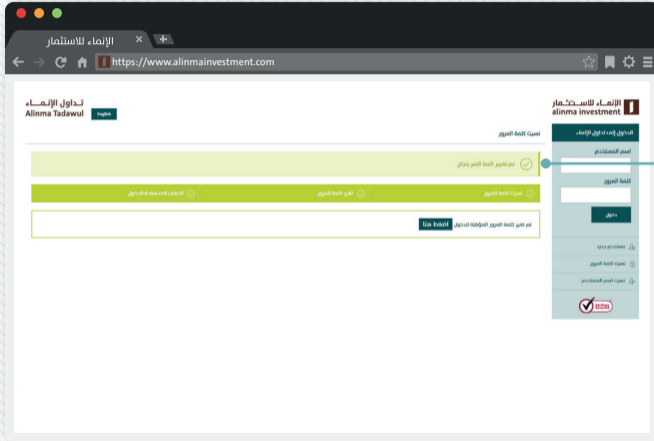 الإنماء للاستثمار
https://www.alinmainvestment.com
الإنماء للاستثمار
alinma investment
تداول الإنماء
Alinma Tadawul
English
نسيت كلمة المرور
الدخول إلى تداول الإنماء
اسم المستخدم
كلمة المرور
دخول
مستخدم جديد
نسيت كلمة المرور
نسيت اسم المستخدم
تم تغيير كلمة السر بنجاح
نسيت كلمة المرور
تغير كلمة المرور
الذهاب الى صفحة الدخول
تم تغير كلمة المرور المؤقتة للدخول اضغط هنا